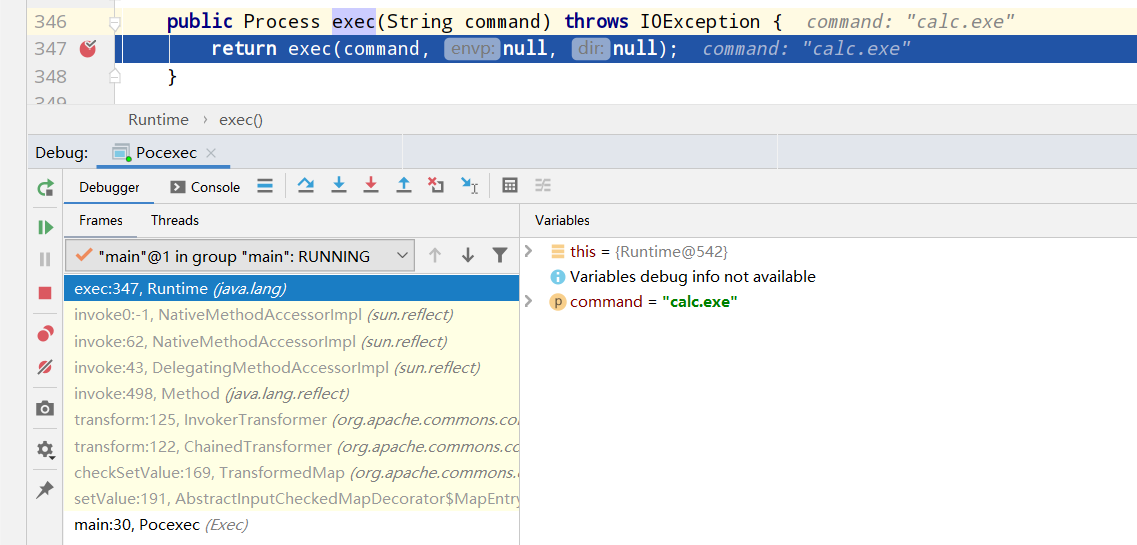 346 public Process exec(String command) throws IOException { command: "calc.exe"
347 return exec(command, envp: null, dir: null); command: "calc.exe"
348 }
349
Runtime › exec()
Debug: Pocexec ×
Debugger Console
Frames Threads Variables
"main"@1 in group "main": RUNNING
this = {Runtime@542}
Variables debug info not available
command = "calc.exe"
exec:347, Runtime (java.lang)
invoke0:-1, NativeMethodAccessorImpl (sun.reflect)
invoke:62, NativeMethodAccessorImpl (sun.reflect)
invoke:43, DelegatingMethodAccessorImpl (sun.reflect)
invoke:498, Method (java.lang.reflect)
transform:125, InvokerTransformer (org.apache.commons.co
transform:122, ChainedTransformer (org.apache.commons.co
checkSetValue:169, TransformedMap (org.apache.commons.c
setValue:191, AbstractInputCheckedMapDecorator$MapEntry
main:30, Pocexec (Exec)